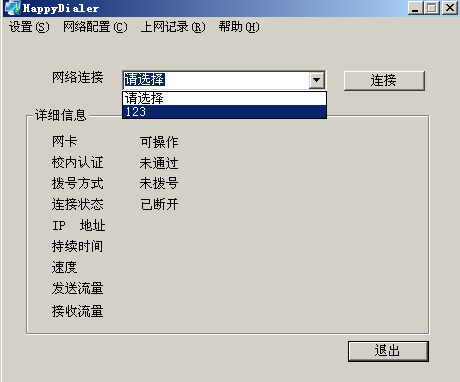 HappyDialer
设置(S) 网络配置(C) 上网记录(R) 帮助(H)
网络连接 请选择 连接
请选择
123
详细信息
网卡 可操作
校内认证 未通过
拨号方式 未拨号
连接状态 已断开
IP 地址
持续时间
速度
发送流量
接收流量
退出